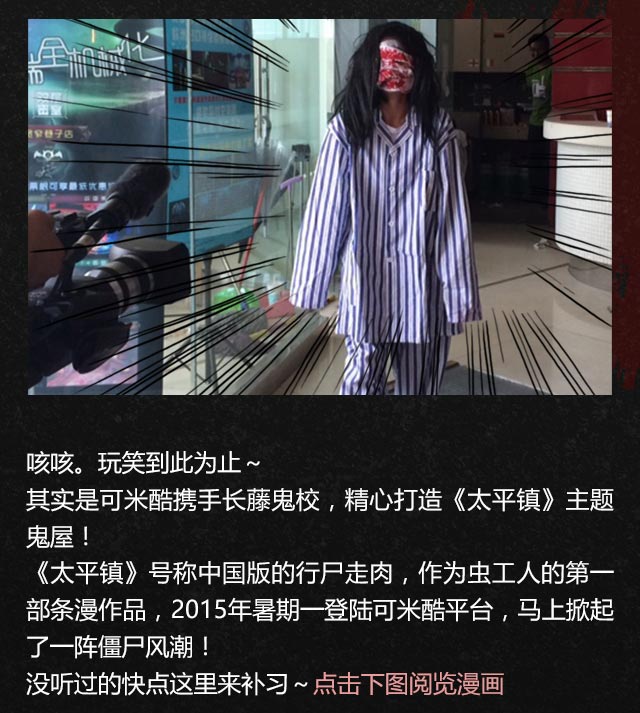 全机械化
咳咳。玩笑到此为止～
其实是可米酷携手长藤鬼校，精心打造《太平镇》主题
鬼屋！
《太平镇》号称中国版的行尸走肉，作为虫工人的第一
部条漫作品，2015年暑期一登陆可米酷平台，马上掀起
了一阵僵尸风潮！
没听过的快点这里来补习～点击下图阅览漫画